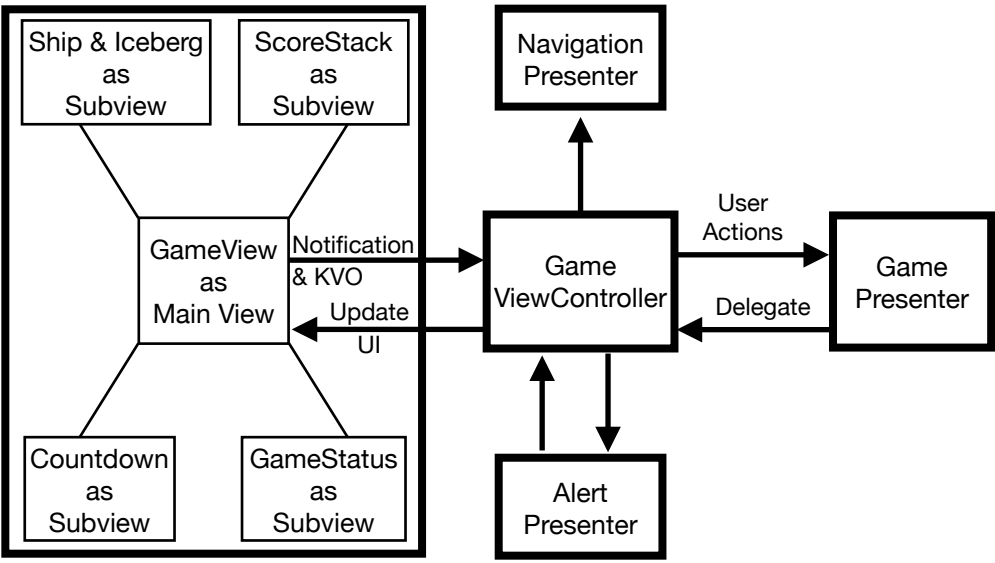 Ship & Iceberg
as
Subview
ScoreStack
as
Subview
Navigation
Presenter
GameView
as
Main View
Notification
& KVO
Update
UI
Game
ViewController
User
Actions
Delegate
Game
Presenter
Countdown
as
Subview
GameStatus
as
Subview
Alert
Presenter